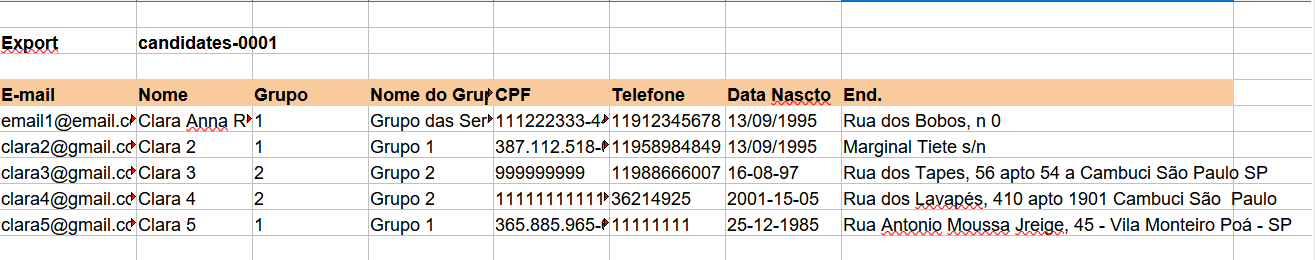 Export candidates-0001
E-mail Nome Grupo Nome do Gru CPF Telefone Data Nascto End.
email1@email.c Clara Anna R 1 Grupo das Ser 111222333-4 11912345678 13/09/1995 Rua dos Bobos, n 0
clara2@gmail.co Clara 2 1 Grupo 1 387.112.518- 11958984849 13/09/1995 Marginal Tiete s/n
clara3@gmail.co Clara 3 2 Grupo 2 999999999 11988666007 16-08-97 Rua dos Tapes, 56 apto 54 a Cambuci São Paulo SP
clara4@gmail.co Clara 4 2 Grupo 2 11111111111 36214925 2001-15-05 Rua dos Lavapés, 410 apto 1901 Cambuci São Paulo
clara5@gmail.co Clara 5 1 Grupo 1 365.885.965- 11111111 25-12-1985 Rua Antonio Moussa Jreige, 45 - Vila Monteiro Poá - SP